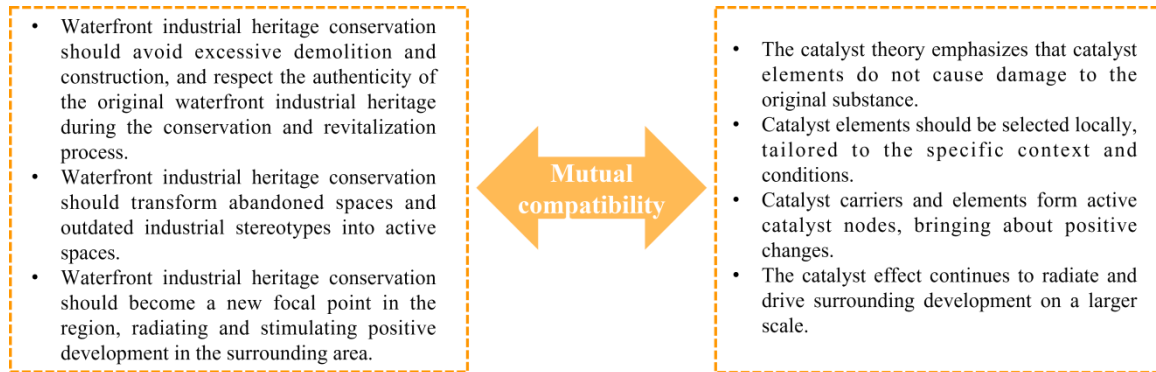 • Waterfront industrial heritage conservation
should avoid excessive demolition and
construction, and respect the authenticity of
the original waterfront industrial heritage
during the conservation and revitalization
process.
• Waterfront industrial heritage conservation
should transform abandoned spaces and
outdated industrial stereotypes into active
spaces.
• Waterfront industrial heritage conservation
should become a new focal point in the
region, radiating and stimulating positive
development in the surrounding area.
Mutual
compatibility
• The catalyst theory emphasizes that catalyst
elements do not cause damage to the
original substance.
• Catalyst elements should be selected locally,
tailored to the specific context and
conditions.
• Catalyst carriers and elements form active
catalyst nodes, bringing about positive
changes.
• The catalyst effect continues to radiate and
drive surrounding development on a larger
scale.